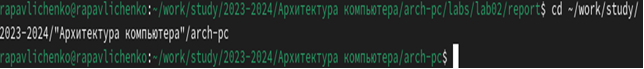 rapavlichenko@rapavlichenko:~/work/study/2023-2024/Архитектура компьютера/arch-pc/labs/lab02/report$ cd ~/work/study/
2023-2024/"Архитектура компьютера"/arch-pc
rapavlichenko@rapavlichenko:~/work/study/2023-2024/Архитектура компьютера/arch-pc$